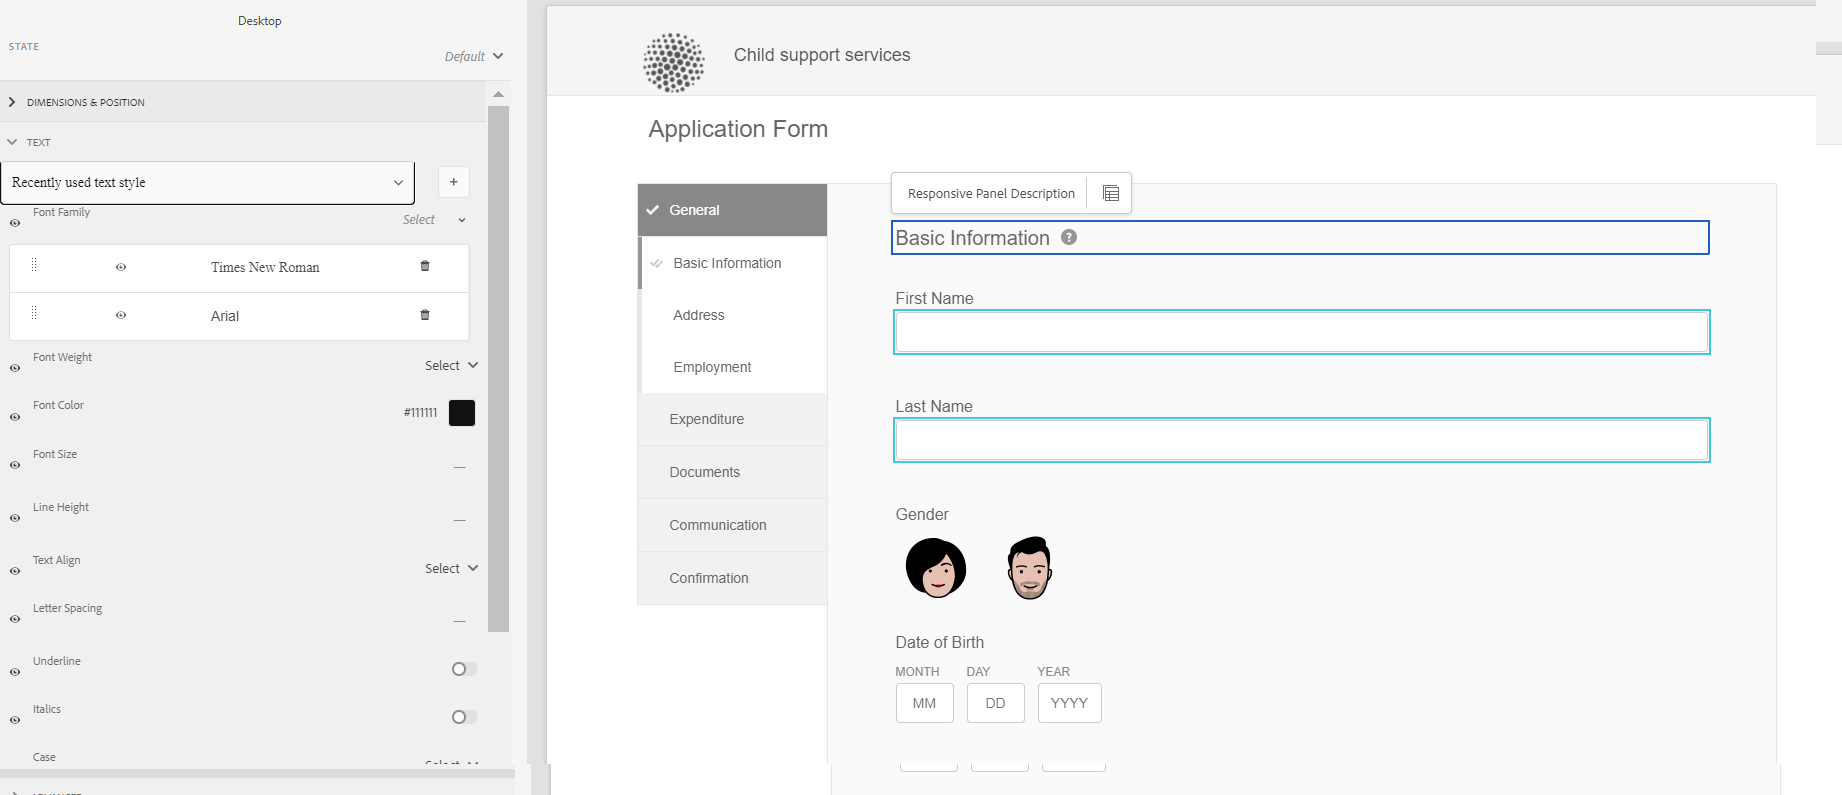 Desktop
STATE
Default
DIMENSIONS & POSITION
TEXT
Recently used text style
+
Font Family
Select
Times New Roman
Arial
Font Weight
Select
Font Color
#111111
Font Size
—
Line Height
—
Text Align
Select
Letter Spacing
—
Underline
Italics
Case
Select
Child support services
Application Form
General
Basic Information
Address
Employment
Expenditure
Documents
Communication
Confirmation
Responsive Panel Description
Basic Information ?
First Name
Last Name
Gender
Date of Birth
MONTH DAY YEAR
MM DD YYYY